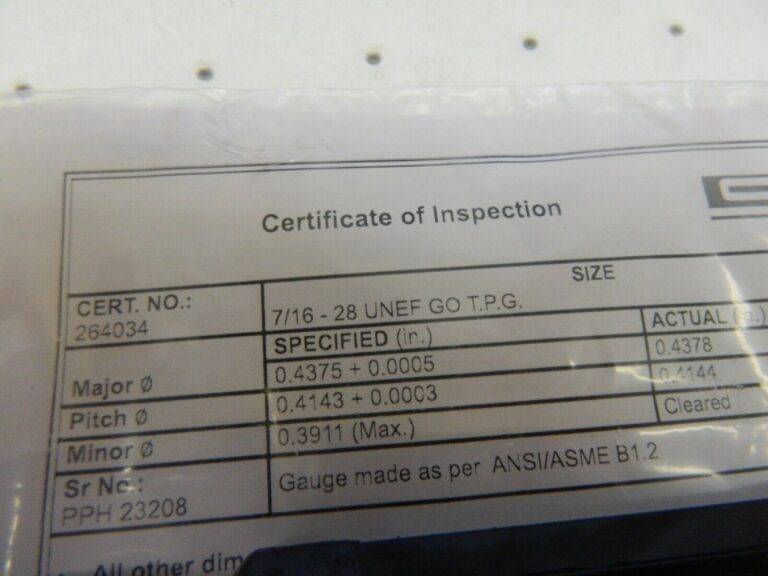 Certificate of Inspection
SIZE
CERT. NO.:
264034
7/16 - 28 UNEF GO T.P.G.
SPECIFIED (in.)
ACTUAL
Major Ø
0.4375 + 0.0005
0.4378
Pitch Ø
0.4143 + 0.0003
0.4144
Minor Ø
0.3911 (Max.)
Cleared
Sr No.:
PPH 23208
Gauge made as per ANSI/ASME B1.2
All other dim